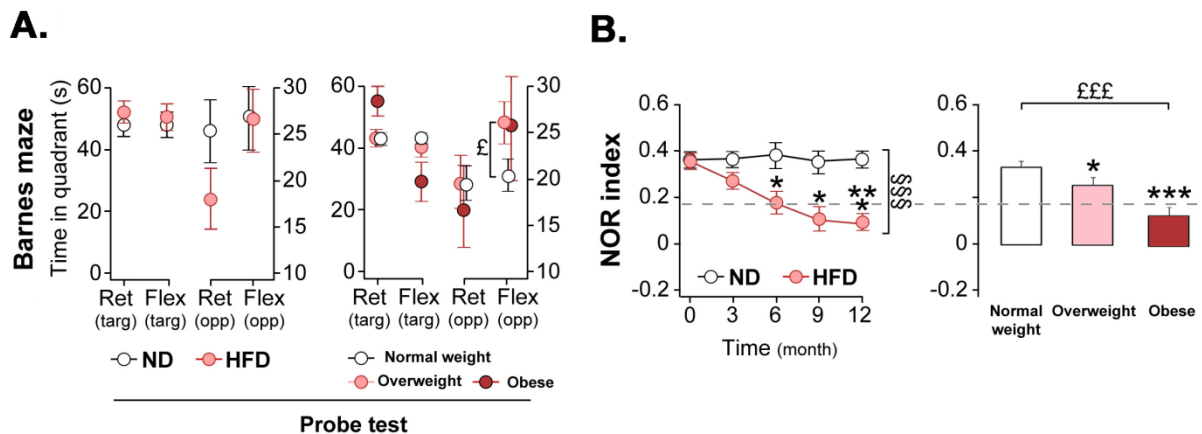 A.
B.
Barnes maze
Time in quadrant (s)
60
40
20
0
30
25
20
15
10
60
40
20
0
30
25
20
15
10
£
Ret
(targ)
Flex
(targ)
Ret
(opp)
Flex
(opp)
Ret
(targ)
Flex
(targ)
Ret
(opp)
Flex
(opp)
ND
HFD
Normal weight
Overweight
Obese
Probe test
NOR index
0.6
0.4
0.2
0
-0.2
*
*
**
*
§§§
ND
HFD
0
3
6
9
12
Time (month)
0.6
0.4
0.2
0
-0.2
£££
*
***
Normal
weight
Overweight
Obese